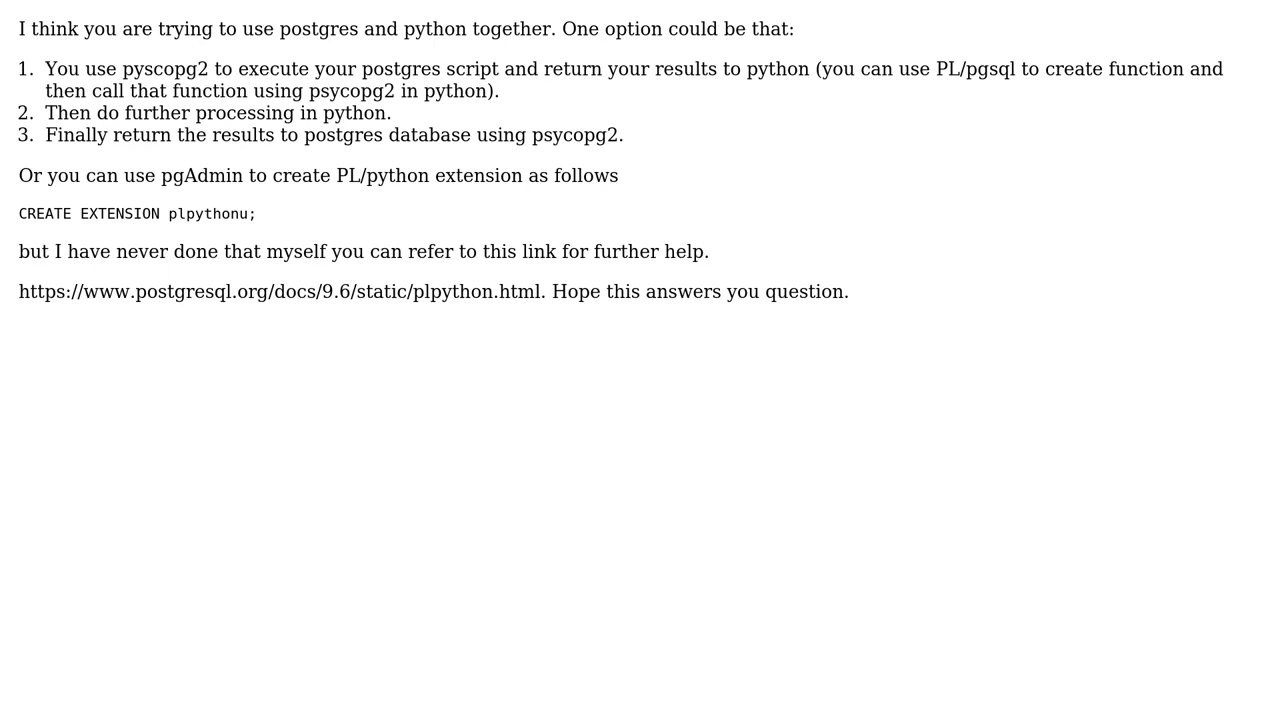 I think you are trying to use postgres and python together. One option could be that:
1. You use pyscopg2 to execute your postgres script and return your results to python (you can use PL/pgsql to create function and
then call that function using psycopg2 in python).
2. Then do further processing in python.
3. Finally return the results to postgres database using psycopg2.
Or you can use pgAdmin to create PL/python extension as follows
CREATE EXTENSION plpythonu;
but I have never done that myself you can refer to this link for further help.
https://www.postgresql.org/docs/9.6/static/plpython.html. Hope this answers you question.